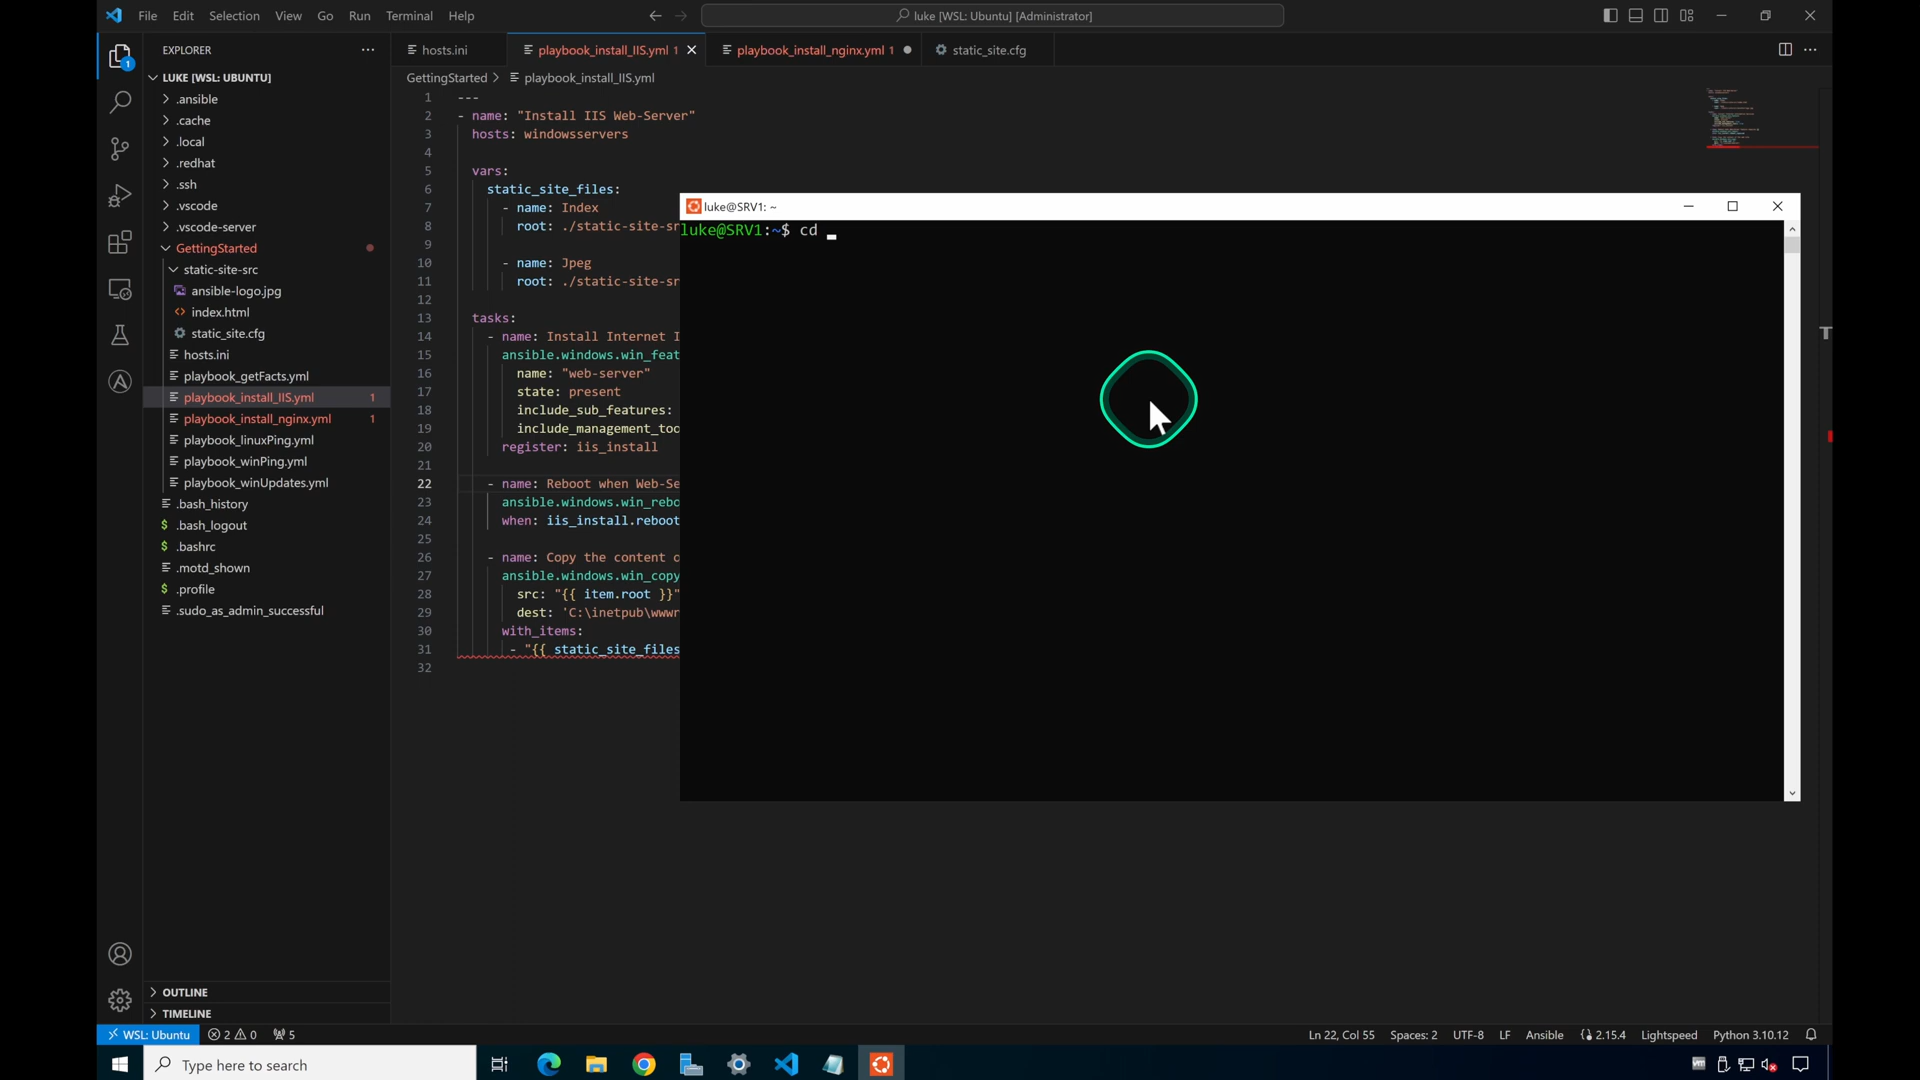 File Edit Selection View Go Run Terminal Help
luke [WSL: Ubuntu] [Administrator]
EXPLORER
hosts.ini
playbook_install_IIS.yml 1
playbook_install_nginx.yml 1
static_site.cfg
LUKE [WSL: UBUNTU]
GettingStarted > playbook_install_IIS.yml
.ansible
.cache
.local
.redhat
.ssh
.vscode
.vscode-server
GettingStarted
static-site-src
ansible-logo.jpg
index.html
static_site.cfg
hosts.ini
playbook_getFacts.yml
playbook_install_IIS.yml 1
playbook_install_nginx.yml 1
playbook_linuxPing.yml
playbook_winPing.yml
playbook_winUpdates.yml
.bash_history
.bash_logout
.bashrc
.motd_shown
.profile
.sudo_as_admin_successful
OUTLINE
TIMELINE
1 ---
2 - name: "Install IIS Web-Server"
3 hosts: windowsservers
4
5 vars:
6 static_site_files:
7 - name: Index
8 root: ./static-site-sr
9
10 - name: Jpeg
11 root: ./static-site-sr
12
13 tasks:
14 - name: Install Internet I
15 ansible.windows.win_feat
16 name: "web-server"
17 state: present
18 include_sub_features:
19 include_management_too
20 register: iis_install
21
22 - name: Reboot when Web-Se
23 ansible.windows.win_rebo
24 when: iis_install.reboot
25
26 - name: Copy the content o
27 ansible.windows.win_copy
28 src: "{{ item.root }}"
29 dest: 'C:\inetpub\wwwr
30 with_items:
31 - "{{ static_site_files
32
luke@SRV1: ~
luke@SRV1:~$ cd _
T
1
WSL: Ubuntu 2 0 5
Ln 22, Col 55 Spaces: 2 UTF-8 LF Ansible 2.15.4 Lightspeed Python 3.10.12
Type here to search